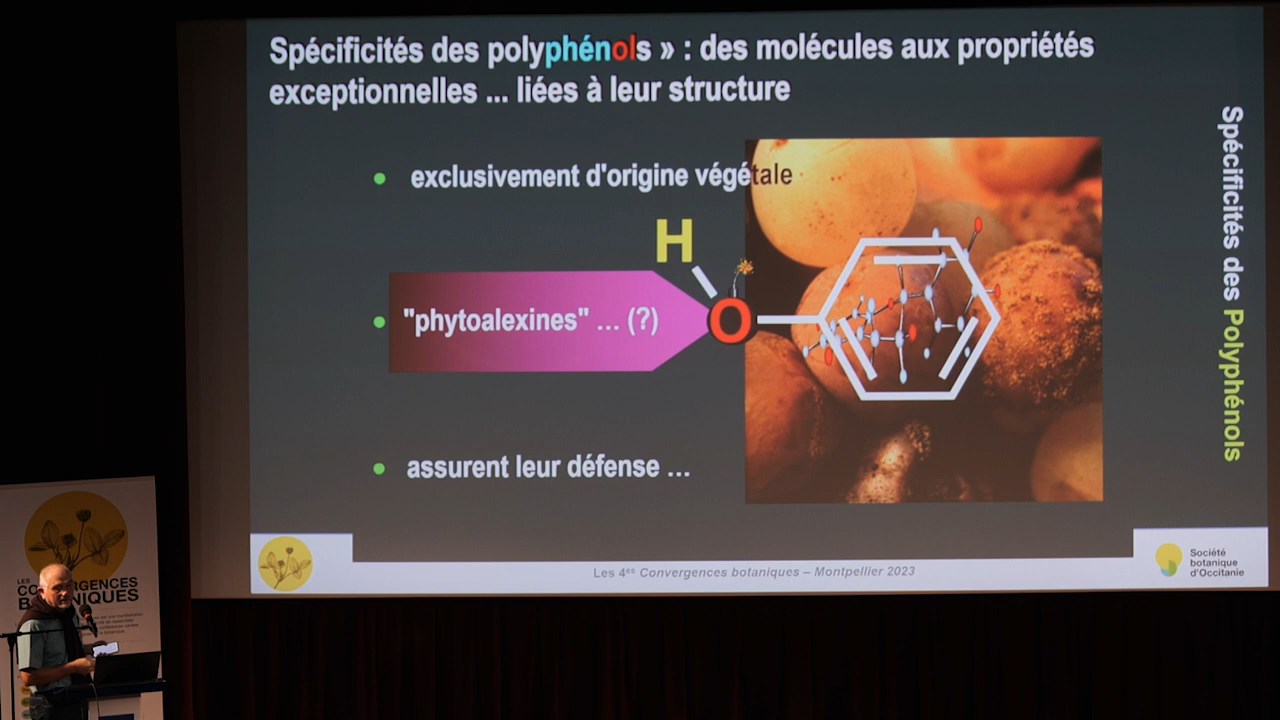 Spécificités des polyphénols » : des molécules aux propriétés
exceptionnelles ... liées à leur structure
• exclusivement d'origine végétale
H
• "phytoalexines" ... (?)
O
• assurent leur défense ...
Spécificités des Polyphénols
Les 4es Convergences botaniques – Montpellier 2023
Société
botanique
d'Occitanie
LES
CONVERGENCES
BOTANIQUES